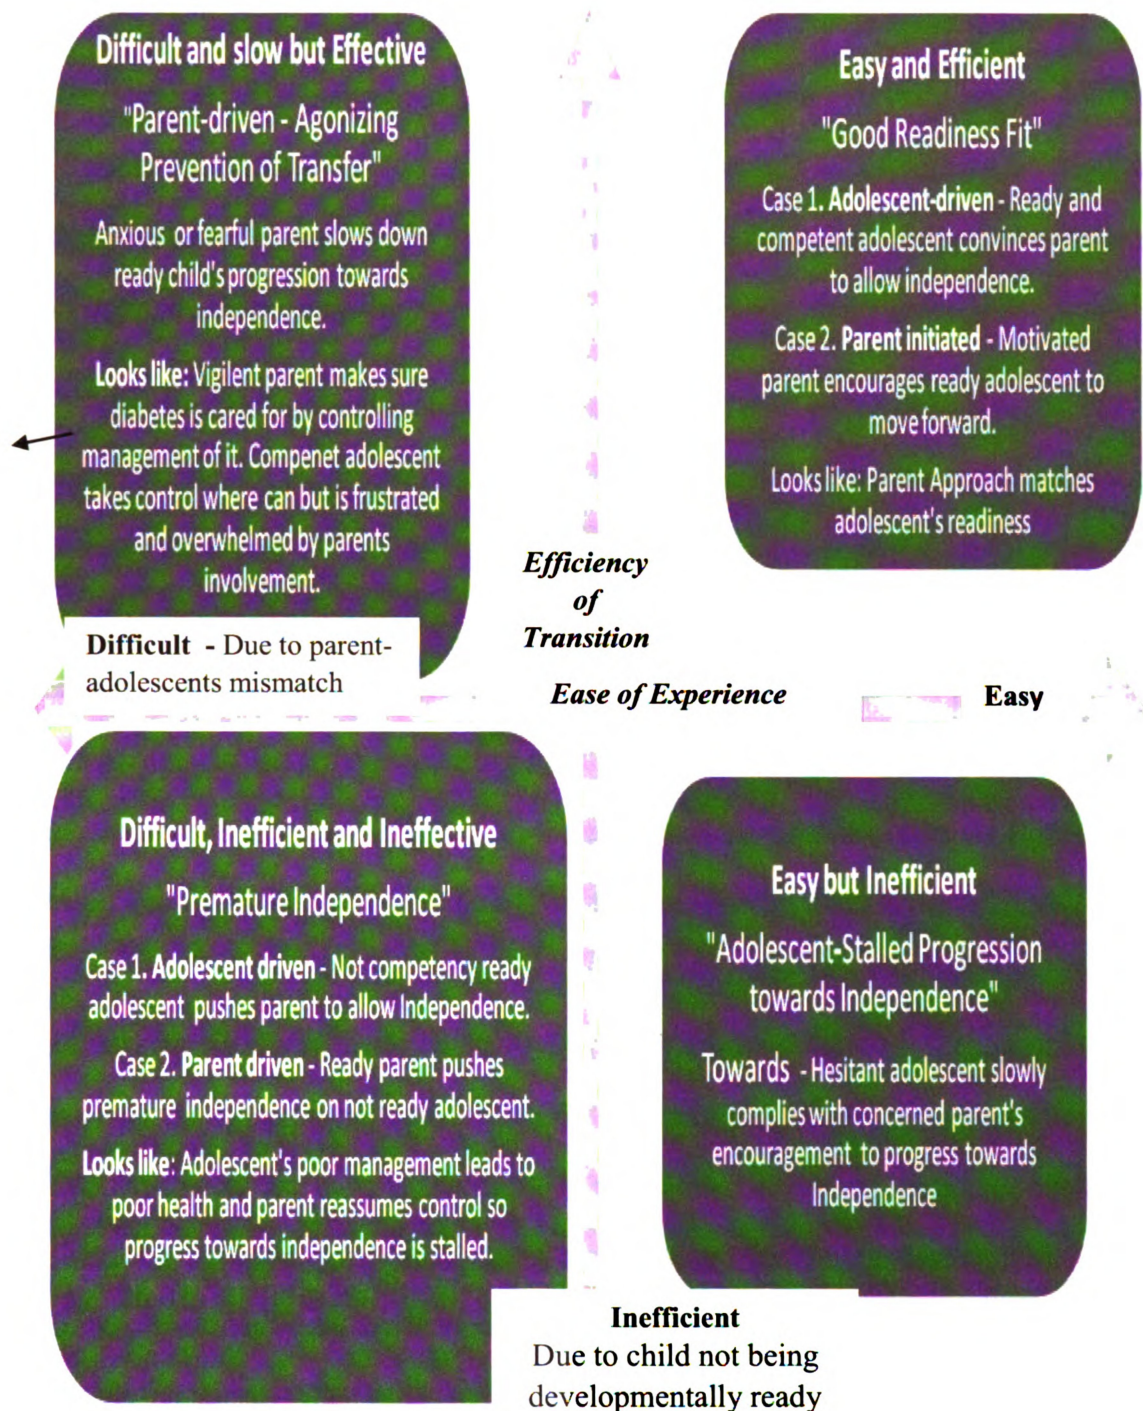 Difficult and slow but Effective
"Parent-driven - Agonizing
Prevention of Transfer"
Anxious or fearful parent slows down
ready child's progression towards
independence.
Looks like: Vigilent parent makes sure
diabetes is cared for by controlling
management of it. Compenet adolescent
takes control where can but is frustrated
and overwhelmed by parents
involvement.
Easy and Efficient
"Good Readiness Fit"
Case 1. Adolescent-driven - Ready and
competent adolescent convinces parent
to allow independence.
Case 2. Parent initiated - Motivated
parent encourages ready adolescent to
move forward.
Looks like: Parent Approach matches
adolescent's readiness
Efficiency
of
Transition
Difficult - Due to parent-
adolescents mismatch
Ease of Experience
Easy
Difficult, Inefficient and Ineffective
"Premature Independence"
Case 1. Adolescent driven - Not competency ready
adolescent pushes parent to allow Independence.
Case 2. Parent driven - Ready parent pushes
premature independence on not ready adolescent.
Looks like: Adolescent's poor management leads to
poor health and parent reassumes control so
progress towards independence is stalled.
Easy but Inefficient
"Adolescent-Stalled Progression
towards Independence"
Towards - Hesitant adolescent slowly
complies with concerned parent's
encouragement to progress towards
Independence
Inefficient
Due to child not being
developmentally ready